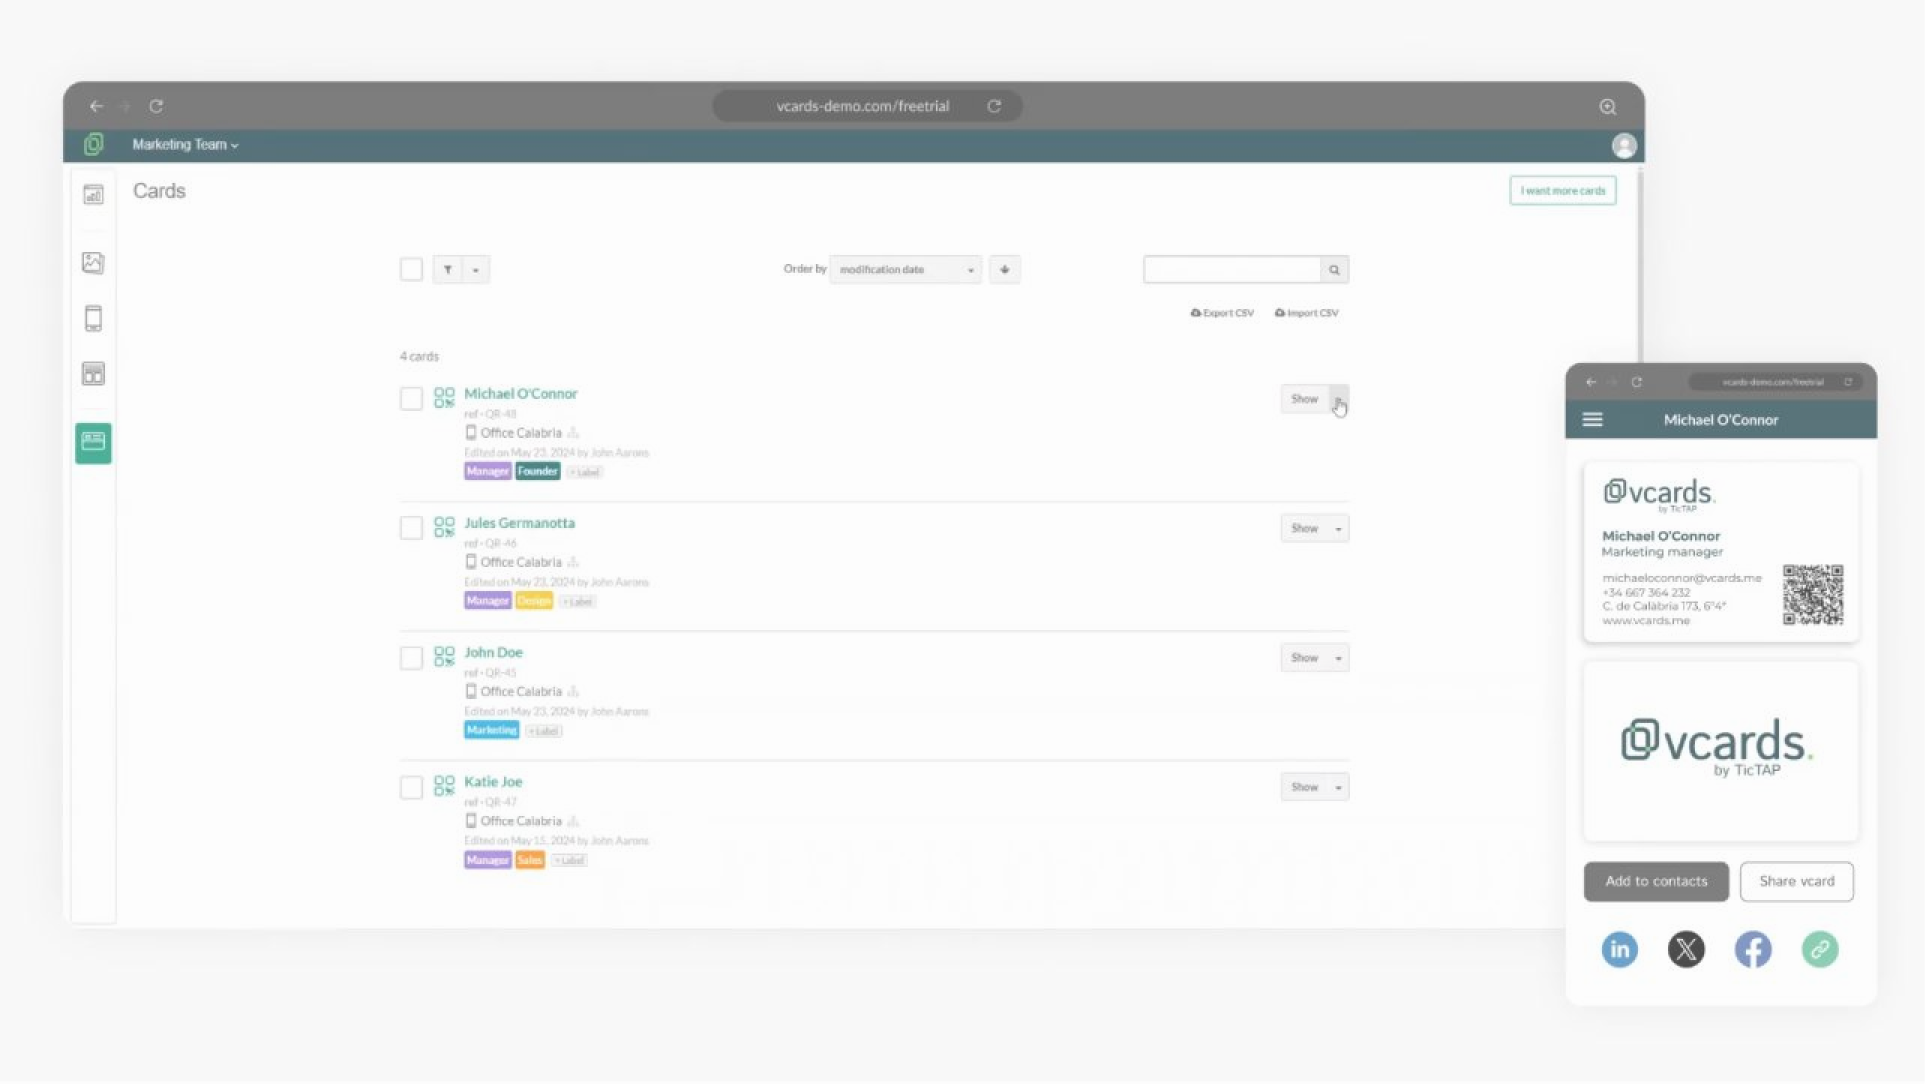 vcards-demo.com/freetrial
Marketing Team
Cards
I want more cards
Order by modification date
Export CSV Import CSV
4 cards
Michael O'Connor
ref - QR-48
Office Calabria
Edited on May 23, 2024 by John Aarons
Manager Founder + Label
Show
Jules Germanotta
ref - QR-46
Office Calabria
Edited on May 23, 2024 by John Aarons
Manager Design + Label
Show
John Doe
ref - QR-45
Office Calabria
Edited on May 23, 2024 by John Aarons
Marketing + Label
Show
Katie Joe
ref - QR-47
Office Calabria
Edited on May 15, 2024 by John Aarons
Manager Sales + Label
Show
vcards-demo.com/freetrial
Michael O'Connor
vcards.
by TicTAP
Michael O'Connor
Marketing manager
michaeloconnor@vcards.me
+34 667 364 232
C. de Calàbria 173, 6º4ª
www.vcards.me
vcards.
by TicTAP
Add to contacts Share vcard
in X f